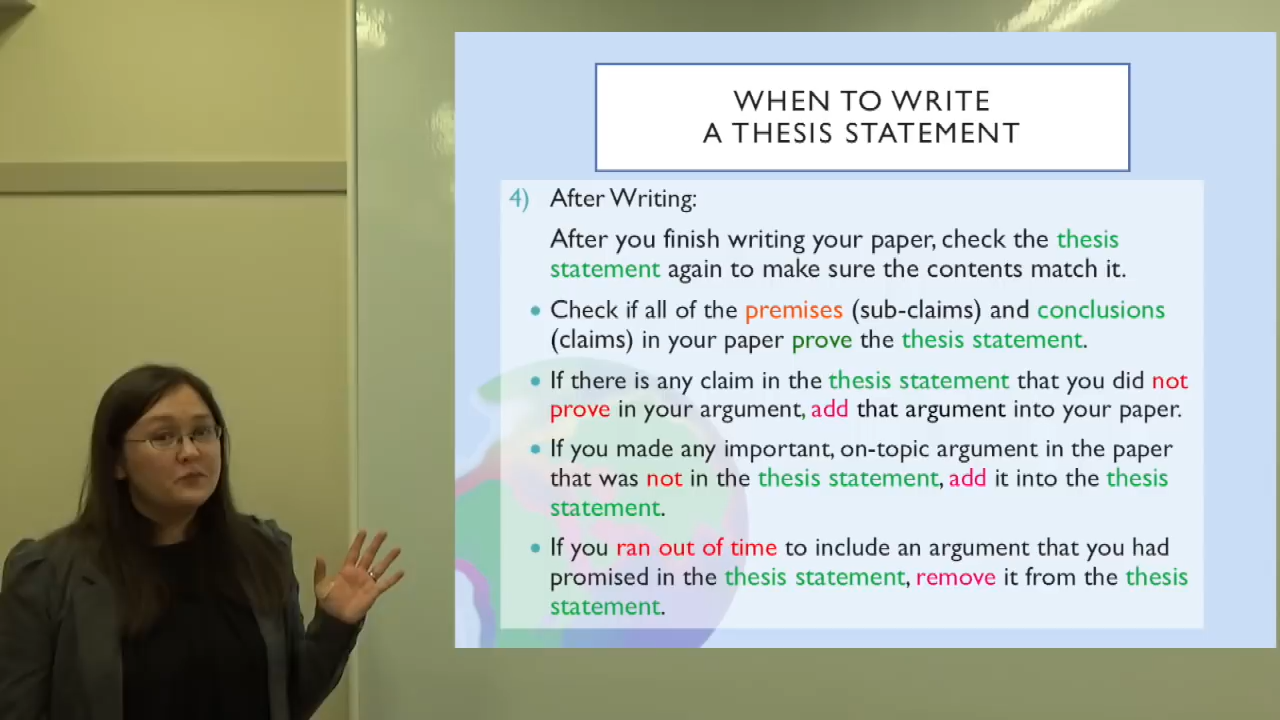 WHEN TO WRITE
A THESIS STATEMENT
4) After Writing:
After you finish writing your paper, check the thesis
statement again to make sure the contents match it.
• Check if all of the premises (sub-claims) and conclusions
(claims) in your paper prove the thesis statement.
• If there is any claim in the thesis statement that you did not
prove in your argument, add that argument into your paper.
• If you made any important, on-topic argument in the paper
that was not in the thesis statement, add it into the thesis
statement.
• If you ran out of time to include an argument that you had
promised in the thesis statement, remove it from the thesis
statement.